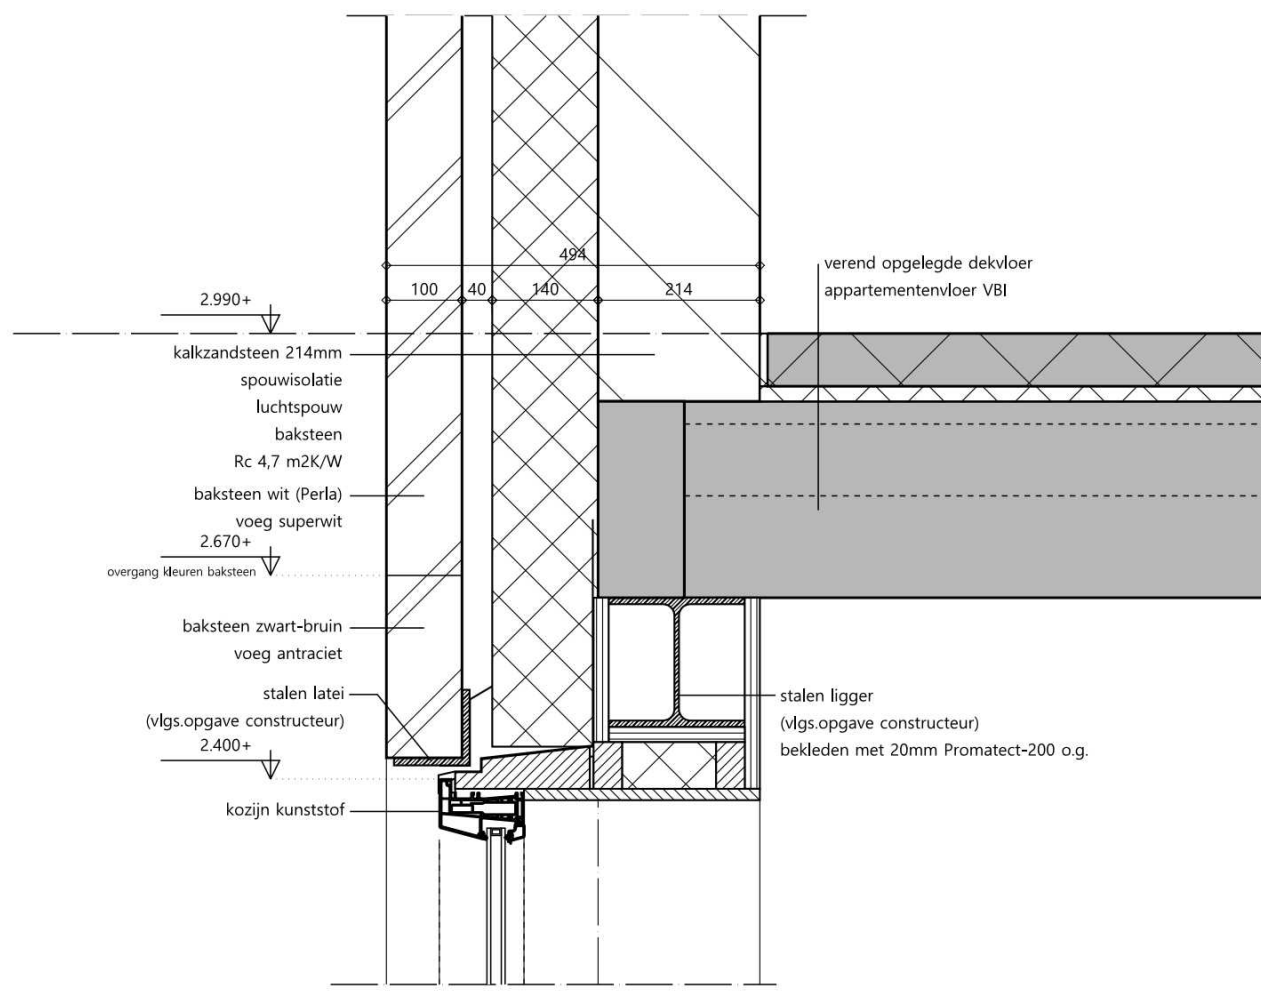 494
100
40
140
214
verend opgelegde dekvloer
appartementenvloer VBI
2.990+
kalkzandsteen 214mm
spouwisolatie
luchtspouw
baksteen
Rc 4,7 m2K/W
baksteen wit (Perla)
voeg superwit
2.670+
overgang kleuren baksteen
baksteen zwart-bruin
voeg antraciet
stalen latei
(vlgs.opgave constructeur)
2.400+
kozijn kunststof
stalen ligger
(vlgs.opgave constructeur)
bekleden met 20mm Promatect-200 o.g.